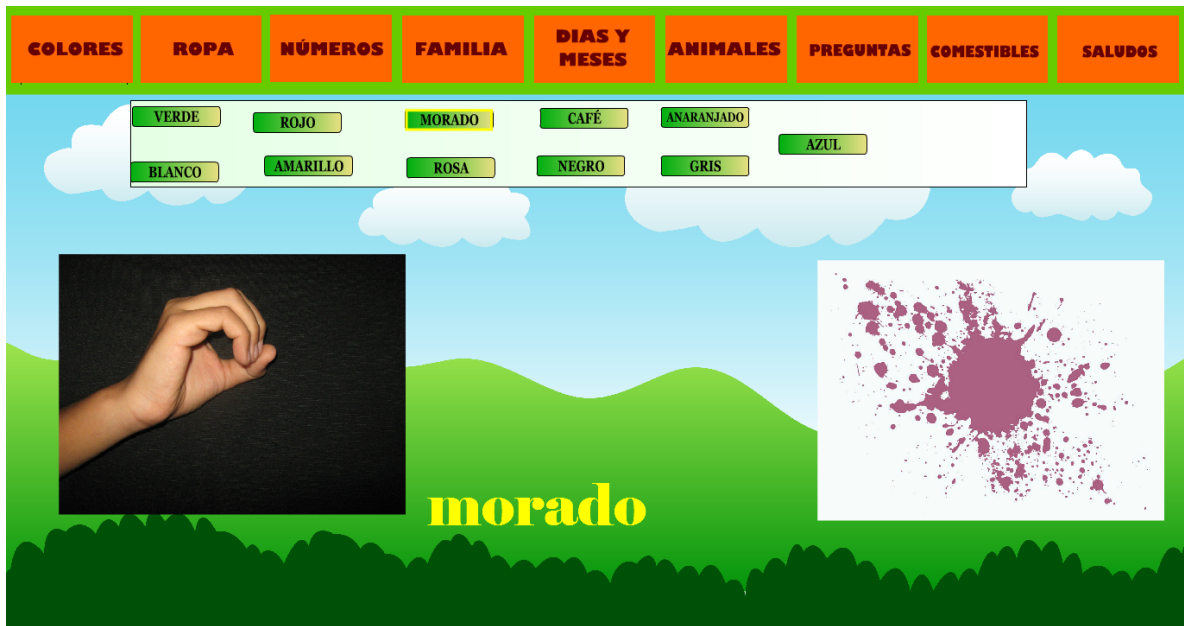 COLORES
ROPA
NÚMEROS
FAMILIA
DIAS Y
MESES
ANIMALES
PREGUNTAS
COMESTIBLES
SALUDOS
VERDE
ROJO
MORADO
CAFÉ
ANARANJADO
AZUL
BLANCO
AMARILLO
ROSA
NEGRO
GRIS
morado